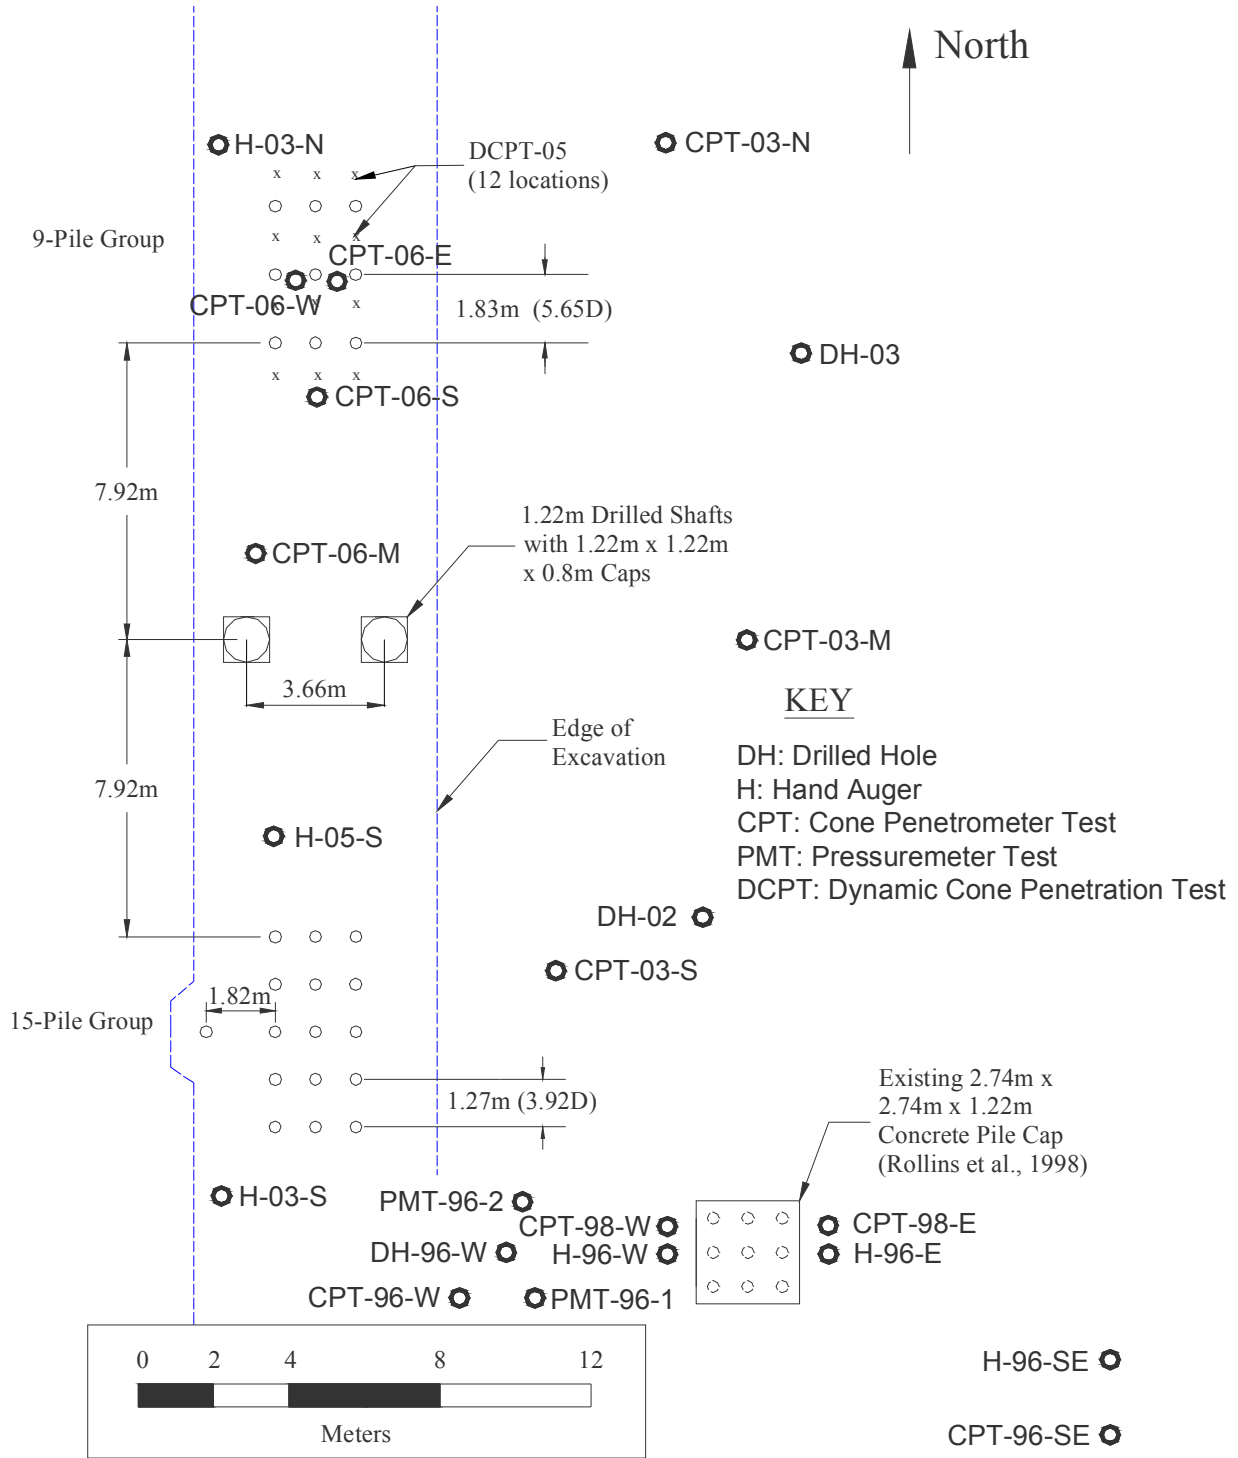 North
H-03-N
CPT-03-N
DCPT-05
(12 locations)
x x x
9-Pile Group
x x x
CPT-06-E
CPT-06-W
x x x
1.83m (5.65D)
DH-03
x x x
CPT-06-S
7.92m
1.22m Drilled Shafts
with 1.22m x 1.22m
x 0.8m Caps
CPT-06-M
CPT-03-M
3.66m
KEY
Edge of
Excavation
DH: Drilled Hole
H: Hand Auger
CPT: Cone Penetrometer Test
PMT: Pressuremeter Test
DCPT: Dynamic Cone Penetration Test
7.92m
H-05-S
DH-02
CPT-03-S
1.82m
15-Pile Group
1.27m (3.92D)
Existing 2.74m x
2.74m x 1.22m
Concrete Pile Cap
(Rollins et al., 1998)
H-03-S
PMT-96-2
CPT-98-W
CPT-98-E
DH-96-W
H-96-W
H-96-E
CPT-96-W
PMT-96-1
0 2 4 8 12
Meters
H-96-SE
CPT-96-SE